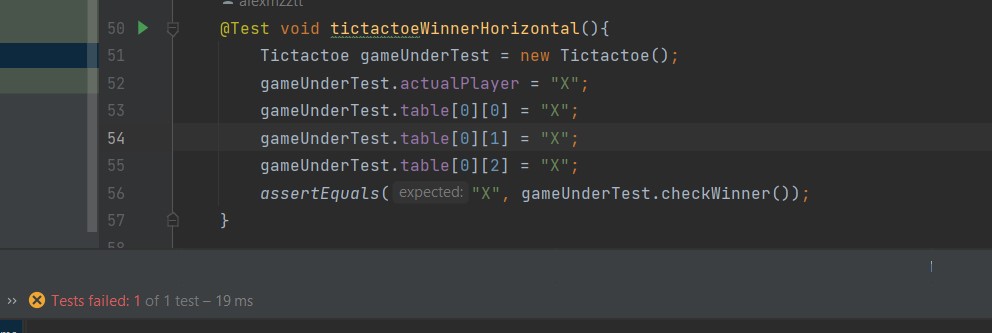 alexmzztt
50 @Test void tictactoeWinnerHorizontal(){
51 Tictactoe gameUnderTest = new Tictactoe();
52 gameUnderTest.actualPlayer = "X";
53 gameUnderTest.table[0][0] = "X";
54 gameUnderTest.table[0][1] = "X";
55 gameUnderTest.table[0][2] = "X";
56 assertEquals( expected: "X", gameUnderTest.checkWinner());
57 }
58
>> Tests failed: 1 of 1 test – 19 ms
ms